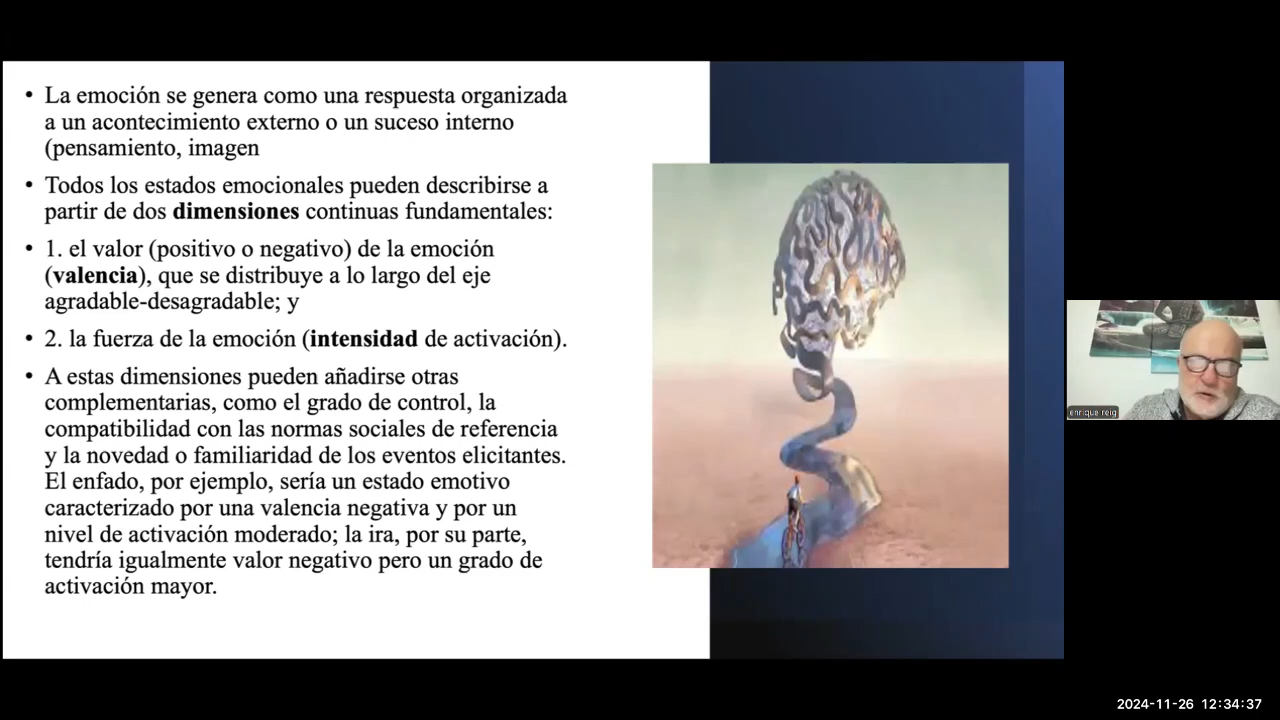 • La emoción se genera como una respuesta organizada
a un acontecimiento externo o un suceso interno
(pensamiento, imagen
• Todos los estados emocionales pueden describirse a
partir de dos dimensiones continuas fundamentales:
• 1. el valor (positivo o negativo) de la emoción
(valencia), que se distribuye a lo largo del eje
agradable-desagradable; y
• 2. la fuerza de la emoción (intensidad de activación).
• A estas dimensiones pueden añadirse otras
complementarias, como el grado de control, la
compatibilidad con las normas sociales de referencia
y la novedad o familiaridad de los eventos elicitantes.
El enfado, por ejemplo, sería un estado emotivo
caracterizado por una valencia negativa y por un
nivel de activación moderado; la ira, por su parte,
tendría igualmente valor negativo pero un grado de
activación mayor.
enrique reig
2024-11-26 12:34:37